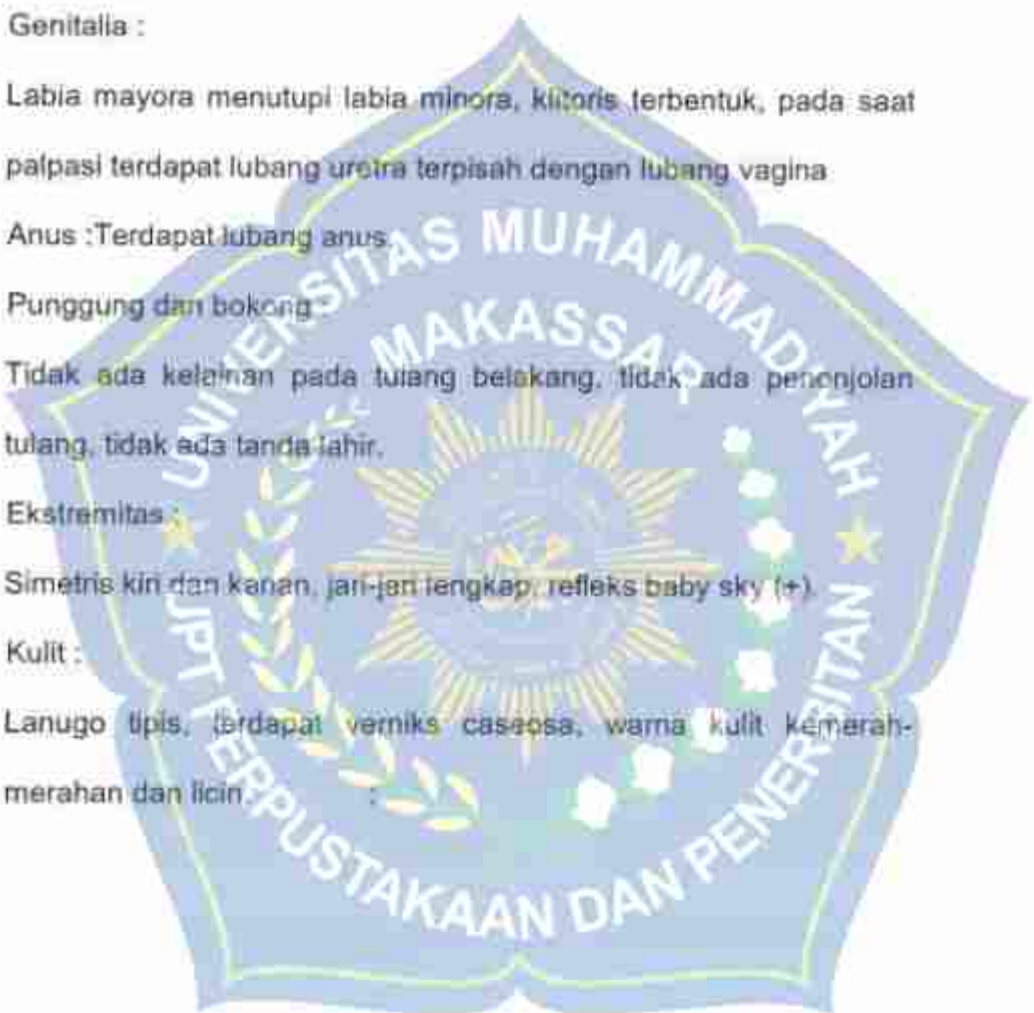 Genitalia :
Labia mayora menutupi labia minora, klitoris terbentuk, pada saat
palpasi terdapat lubang uretra terpisah dengan lubang vagina
Anus :Terdapat lubang anus.
Punggung dan bokong :
Tidak ada kelainan pada tulang belakang, tidak ada penonjolan
tulang, tidak ada tanda lahir.
Ekstremitas :
Simetris kiri dan kanan, jari-jari lengkap, refleks baby sky (+).
Kulit :
Lanugo tipis, terdapat verniks caseosa, warna kulit kemerah-
merahan dan licin. :
UNIVERSITAS MUHAMMADIYAH
MAKASSAR
UPT PERPUSTAKAAN DAN PENERBITAN